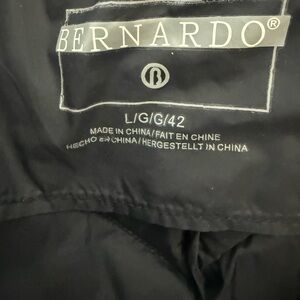 BERNARDO®
B
L/G/G/42
MADE IN CHINA/FAIT EN CHINE
HECHO EN CHINA/HERGESTELLT IN CHINA